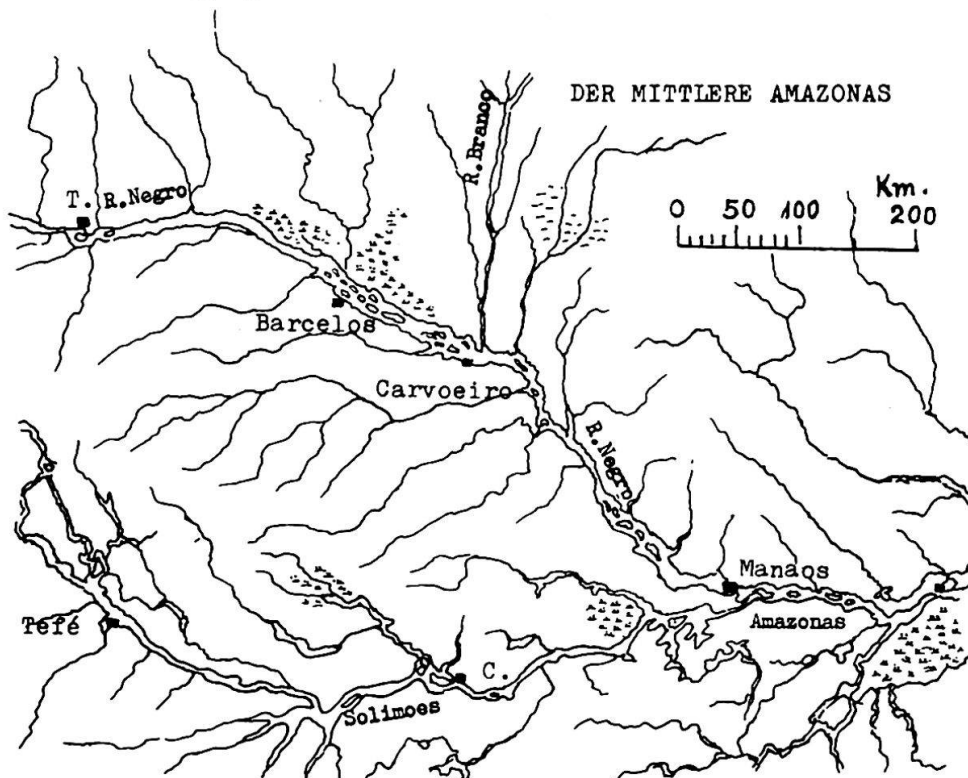 DER MITTLERE AMAZONAS
R. Branco
Km.
T. R. Negro
0 50 100 200
Barcelos
Carvoeiro
R. Negro
Manaos
Amazonas
Tefé
C.
Solimoes